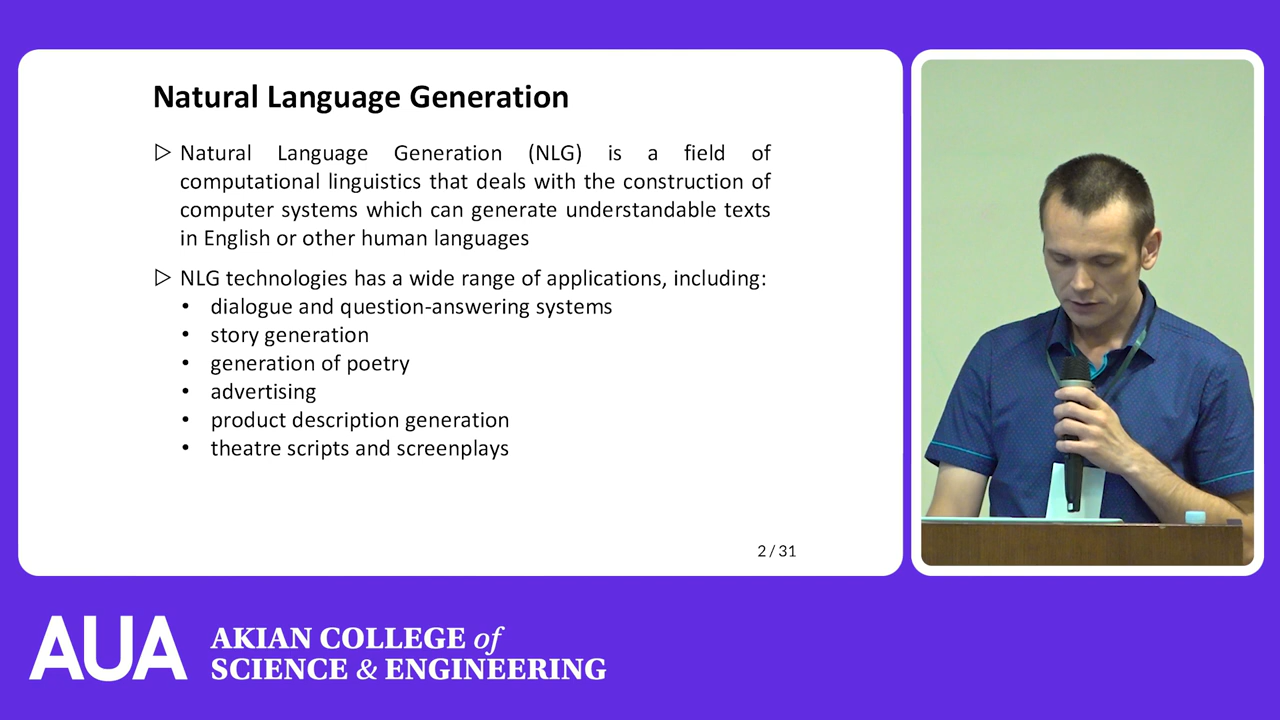 Natural Language Generation
▷ Natural Language Generation (NLG) is a field of
computational linguistics that deals with the construction of
computer systems which can generate understandable texts
in English or other human languages
▷ NLG technologies has a wide range of applications, including:
• dialogue and question-answering systems
• story generation
• generation of poetry
• advertising
• product description generation
• theatre scripts and screenplays
2 / 31
AUA
AKIAN COLLEGE of
SCIENCE & ENGINEERING